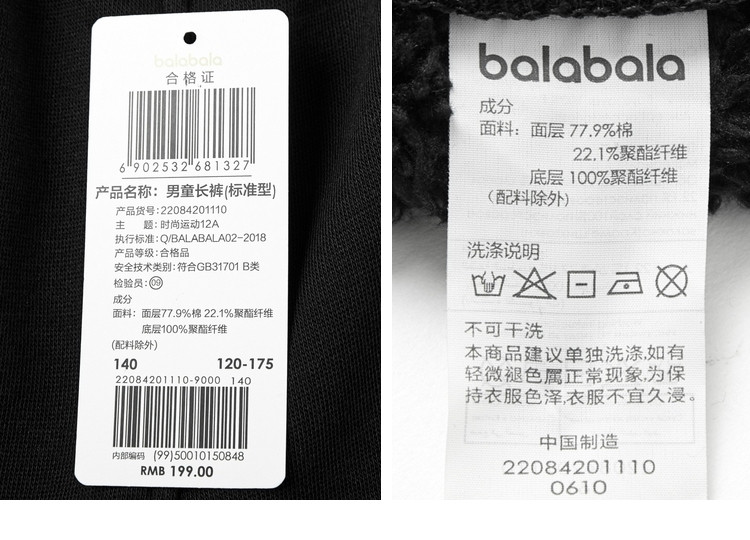 balabala
合格证
6 902532 681327
产品名称：男童长裤(标准型)
产品货号:22084201110
主 题:时尚运动12A
执行标准:Q/BALABALA02-2018
产品等级:合格品
安全技术类别:符合GB31701 B类
检验员:09
成分
面料：面层77.9%棉 22.1%聚酯纤维
底层100%聚酯纤维
(配料除外)
140 120-175
22084201110-9000 140
内部编码 (99)50010150848
RMB 199.00
balabala
成分
面料：面层 77.9%棉
22.1%聚酯纤维
底层 100%聚酯纤维
（配料除外)
洗涤说明
不可干洗
本商品建议单独洗涤,如有
轻微褪色属正常现象,为保
持衣服色泽,衣服不宜久浸。
中国制造
22084201110
0610